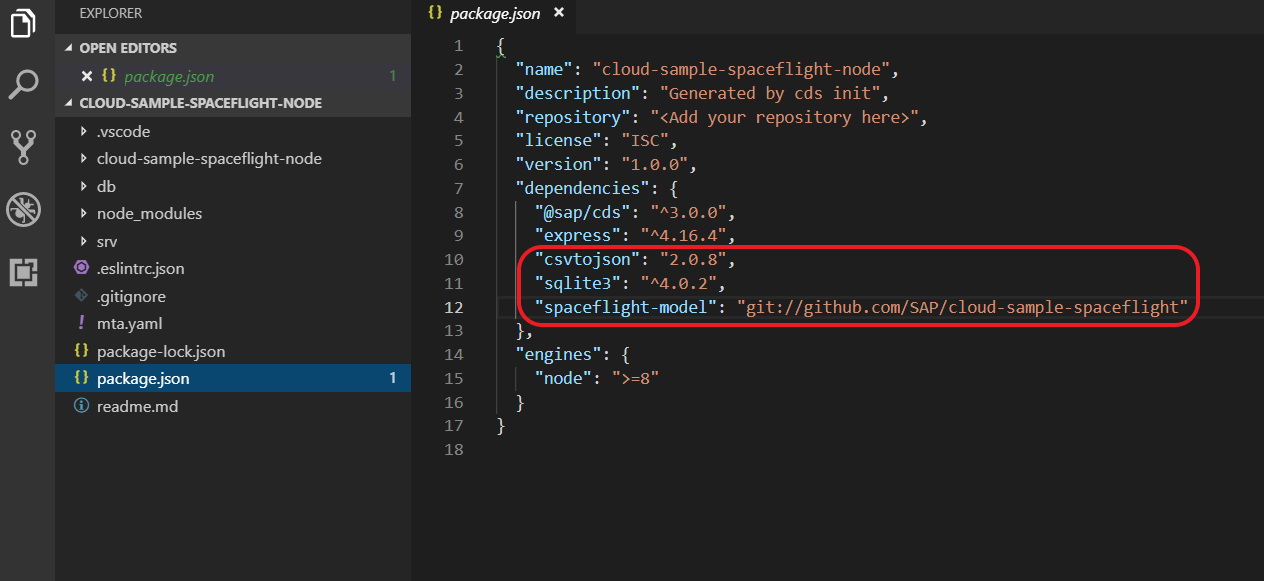 EXPLORER
OPEN EDITORS
package.json 1
CLOUD-SAMPLE-SPACEFLIGHT-NODE
.vscode
cloud-sample-spaceflight-node
db
node_modules
srv
.eslintrc.json
.gitignore
mta.yaml
package-lock.json
package.json 1
readme.md
package.json
1 {
2 "name": "cloud-sample-spaceflight-node",
3 "description": "Generated by cds init",
4 "repository": "<Add your repository here>",
5 "license": "ISC",
6 "version": "1.0.0",
7 "dependencies": {
8 "@sap/cds": "^3.0.0",
9 "express": "^4.16.4",
10 "csvtojson": "2.0.8",
11 "sqlite3": "^4.0.2",
12 "spaceflight-model": "git://github.com/SAP/cloud-sample-spaceflight"
13 },
14 "engines": {
15 "node": ">=8"
16 }
17 }
18